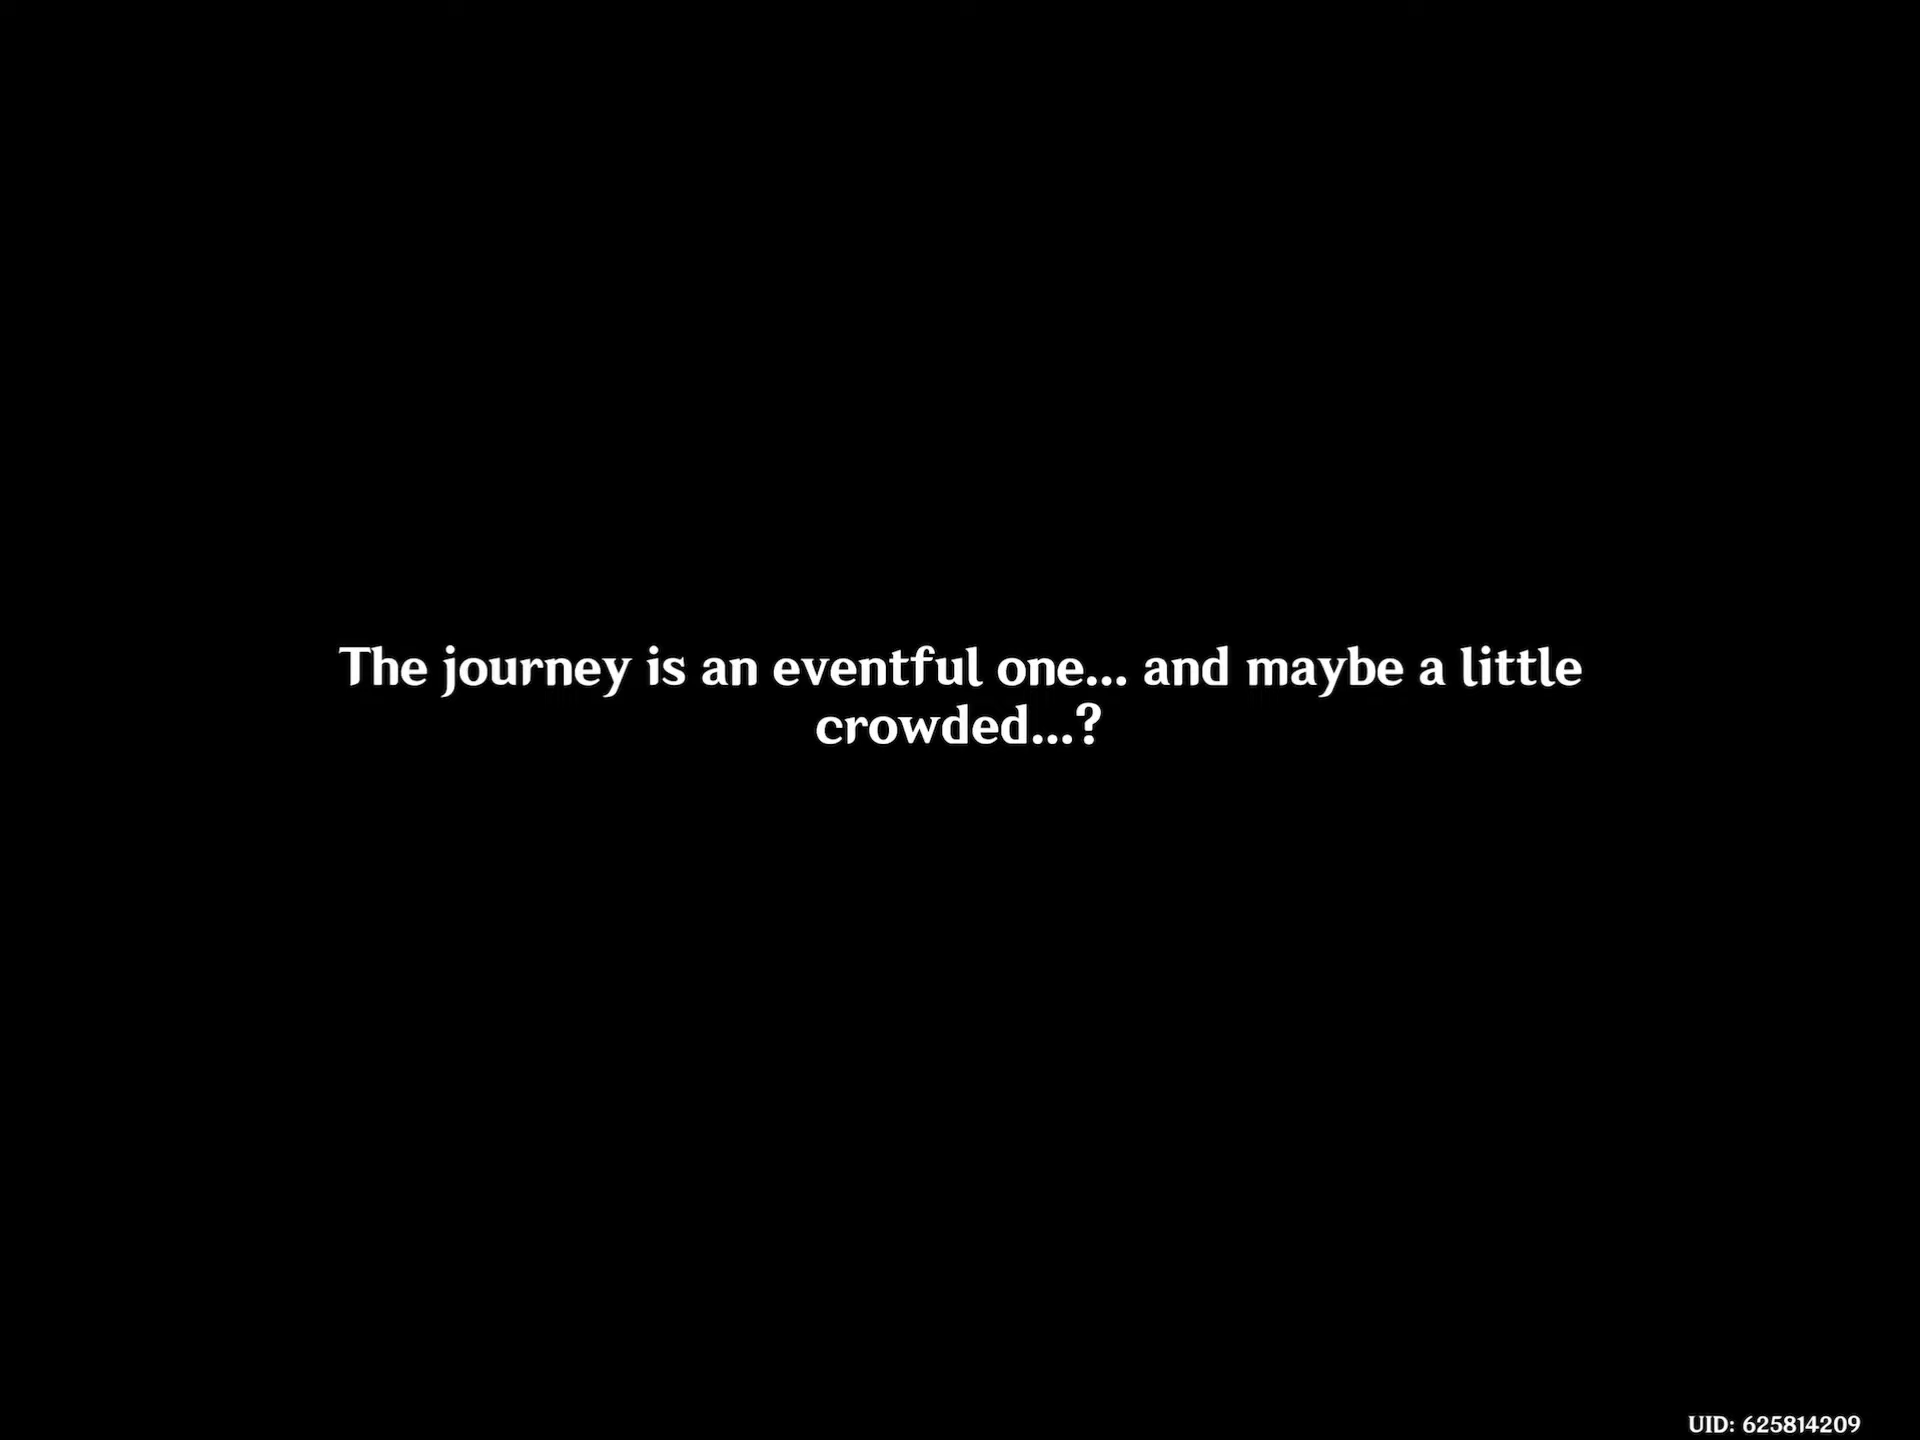 The journey is an eventful one... and maybe a little
crowded...?
UID: 625814209